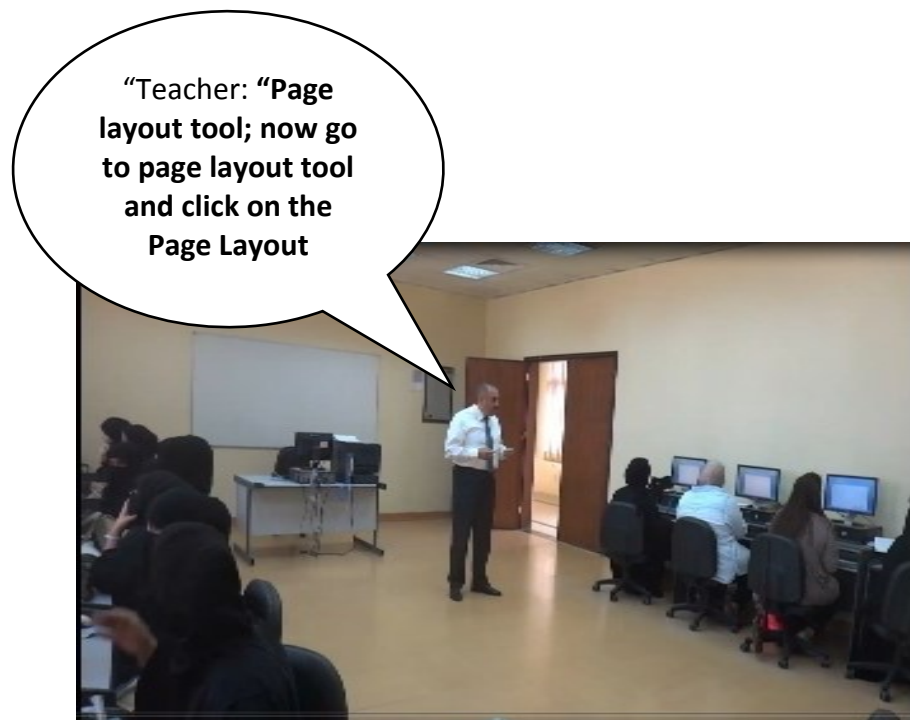 “Teacher: “Page
layout tool; now go
to page layout tool
and click on the
Page Layout